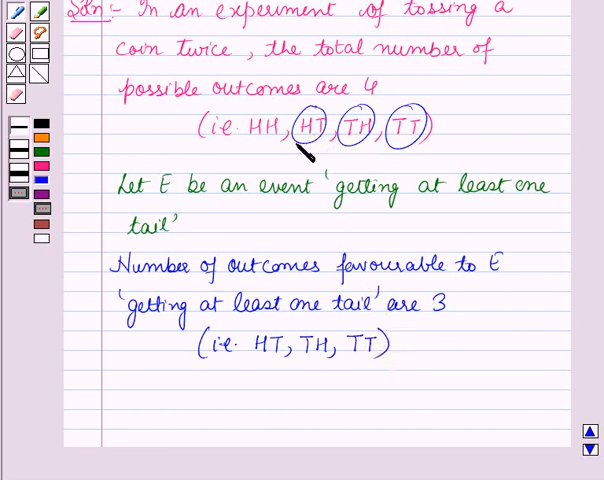 Soln:- In an experiment of tossing a
coin twice, the total number of
possible outcomes are 4
(i.e. HH, HT, TH, TT)
Let E be an event 'getting at least one
tail'
Number of outcomes favourable to E
'getting at least one tail' are 3
(i.e. HT, TH, TT)